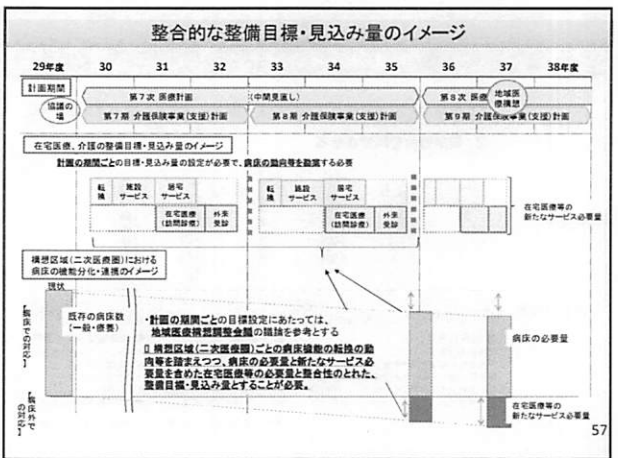 整合的な整備目標・見込み量のイメージ
29年度 30 31 32 33 34 35 36 37 38年度
計画期間
第7次 医療計画 (中間見直し) 第8次 医療
地域医
療構想
協議の
場
第7期 介護保険事業(支援)計画 第8期 介護保険事業(支援)計画 第9期 介護保険事業(支援)計画
在宅医療、介護の整備目標・見込み量のイメージ
計画の期間ごとの目標・見込み量の設定が必要で、病床の動向等を勘案する必要
転換 施設サービス 居宅サービス
在宅医療(訪問診療) 外来受診
転換 施設サービス 居宅サービス
在宅医療(訪問診療) 外来受診
在宅医療等の
新たなサービス必要量
構想区域(二次医療圏)における
病床の機能分化・連携のイメージ
現状
【病床での対応】
既存の病床数
(一般・療養)
・計画の期間ごとの目標設定にあたっては、
地域医療構想調整会議の議論を参考とする
▯ 構想区域(二次医療圏)ごとの病床機能の転換の動
向等を踏まえつつ、病床の必要量と新たなサービス必
要量を含めた在宅医療等の必要量と整合性のとれた、
整備目標・見込み量とすることが必要。
病床の必要量
【病床外での対応】
在宅医療等の
新たなサービス必要量
57